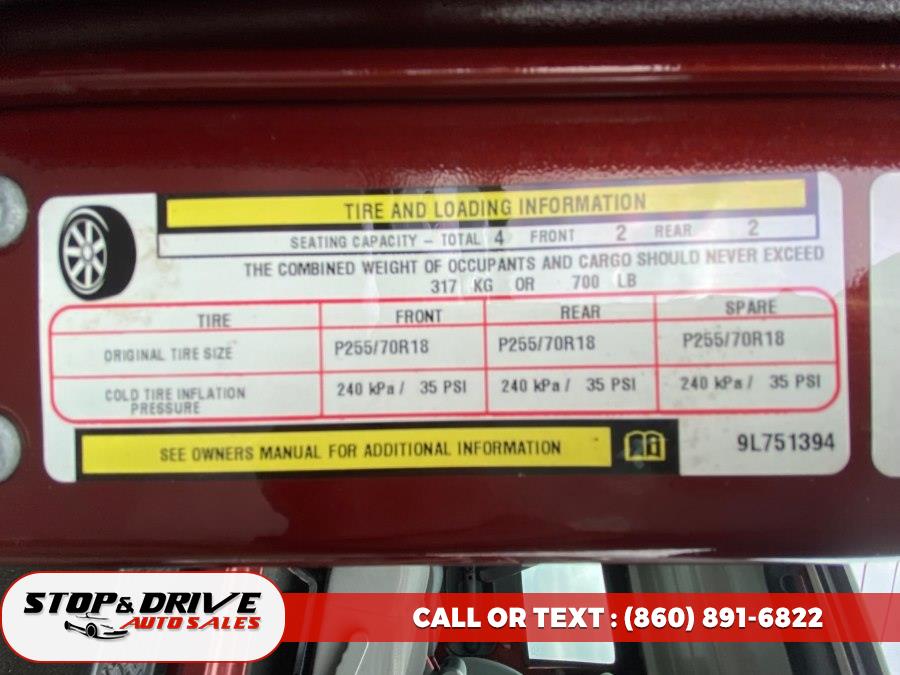 TIRE AND LOADING INFORMATION
SEATING CAPACITY – TOTAL 4 FRONT 2 REAR 2
THE COMBINED WEIGHT OF OCCUPANTS AND CARGO SHOULD NEVER EXCEED
317 KG OR 700 LB
TIRE FRONT REAR SPARE
ORIGINAL TIRE SIZE P255/70R18 P255/70R18 P255/70R18
COLD TIRE INFLATION PRESSURE 240 kPa / 35 PSI 240 kPa / 35 PSI 240 kPa / 35 PSI
SEE OWNERS MANUAL FOR ADDITIONAL INFORMATION
9L751394
STOP & DRIVE
AUTO SALES
CALL OR TEXT : (860) 891-6822